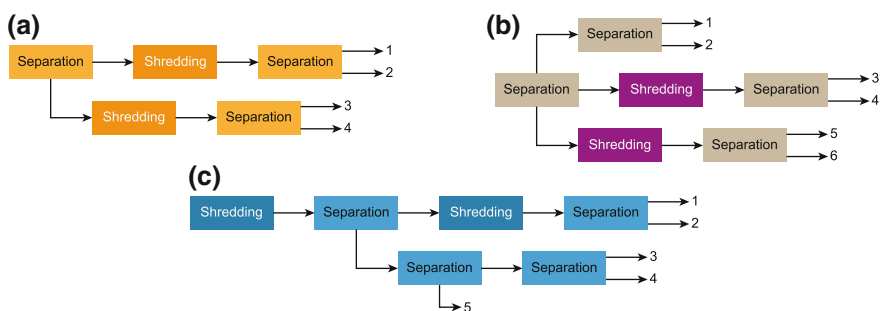 (a)
Separation
Shredding
Separation
1
2
Shredding
Separation
3
4
(b)
Separation
1
2
Separation
Shredding
Separation
3
4
Shredding
Separation
5
6
(c)
Shredding
Separation
Shredding
Separation
1
2
Separation
Separation
3
4
5